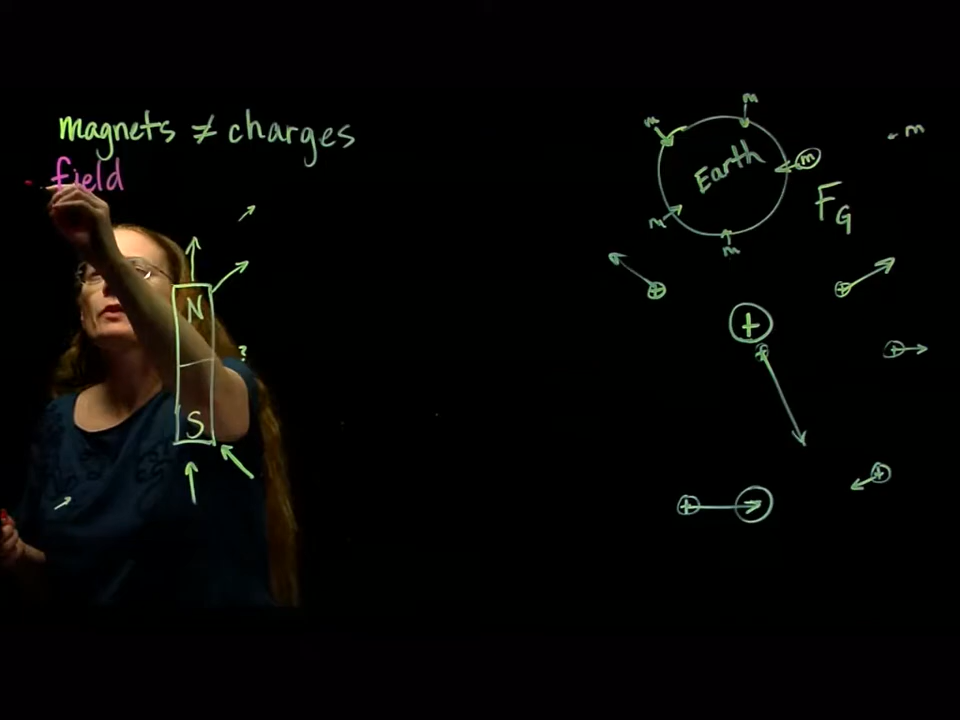 magnets ≠ charges
field
N
?
S
m
m
m
m
m
m
Earth
F_G
+
+
+
+
+
+
+